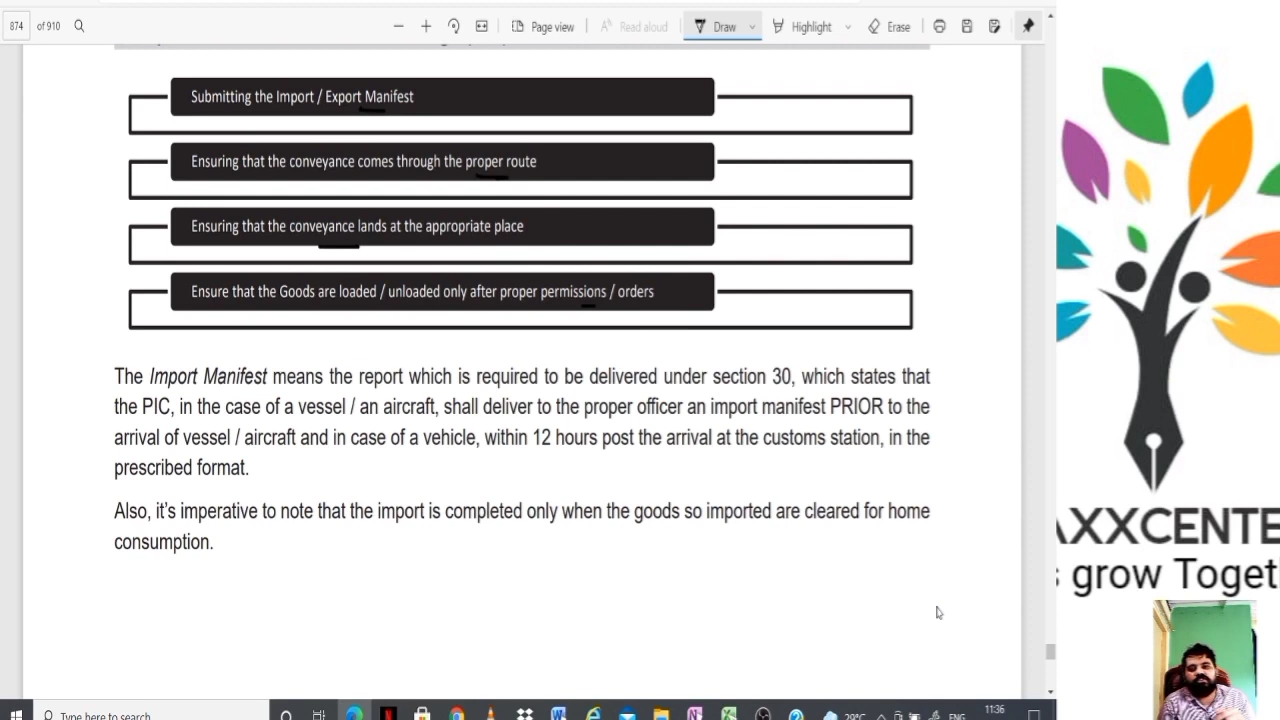 874 of 910 Page view Read aloud Draw Highlight Erase
Submitting the Import / Export Manifest
Ensuring that the conveyance comes through the proper route
Ensuring that the conveyance lands at the appropriate place
Ensure that the Goods are loaded / unloaded only after proper permissions / orders
The Import Manifest means the report which is required to be delivered under section 30, which states that
the PIC, in the case of a vessel / an aircraft, shall deliver to the proper officer an import manifest PRIOR to the
arrival of vessel / aircraft and in case of a vehicle, within 12 hours post the arrival at the customs station, in the
prescribed format.
Also, it's imperative to note that the import is completed only when the goods so imported are cleared for home
consumption.
AXXCENTE
s grow Togeth
Type here to search 29°C ENG 11:36